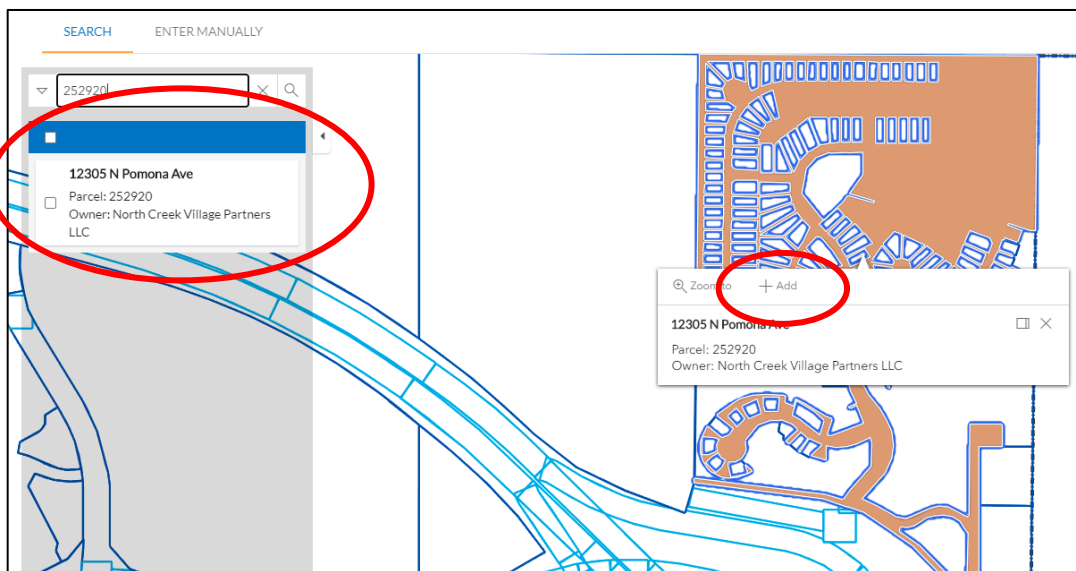 SEARCH ENTER MANUALLY
252920
12305 N Pomona Ave
Parcel: 252920
Owner: North Creek Village Partners
LLC
Zoom to Add
12305 N Pomona Ave
Parcel: 252920
Owner: North Creek Village Partners LLC